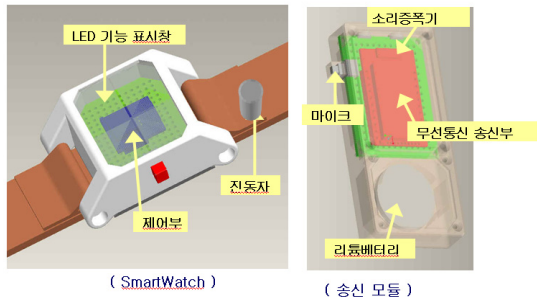 LED 기능 표시창
진동자
제어부
( SmartWatch )
소리증폭기
마이크
무선통신 송신부
리튬베터리
( 송신 모듈 )